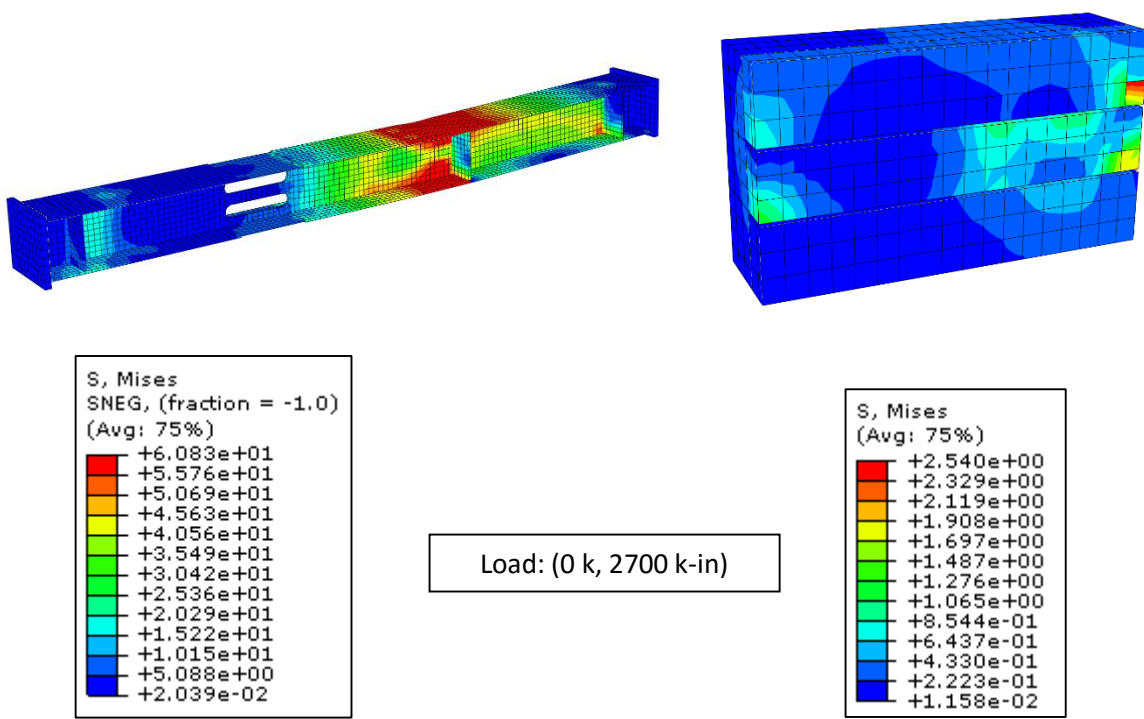 S, Mises
SNEG, (fraction = -1.0)
(Avg: 75%)
+6.083e+01
+5.576e+01
+5.069e+01
+4.563e+01
+4.056e+01
+3.549e+01
+3.042e+01
+2.536e+01
+2.029e+01
+1.522e+01
+1.015e+01
+5.088e+00
+2.039e-02
Load: (0 k, 2700 k-in)
S, Mises
(Avg: 75%)
+2.540e+00
+2.329e+00
+2.119e+00
+1.908e+00
+1.697e+00
+1.487e+00
+1.276e+00
+1.065e+00
+8.544e-01
+6.437e-01
+4.330e-01
+2.223e-01
+1.158e-02